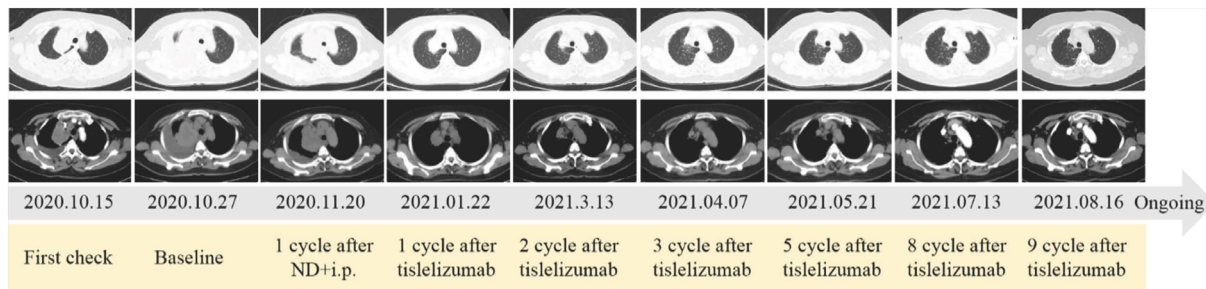 2020.10.15 2020.10.27 2020.11.20 2021.01.22 2021.3.13 2021.04.07 2021.05.21 2021.07.13 2021.08.16 Ongoing
First check Baseline 1 cycle after ND+i.p. 1 cycle after tislelizumab 2 cycle after tislelizumab 3 cycle after tislelizumab 5 cycle after tislelizumab 8 cycle after tislelizumab 9 cycle after tislelizumab